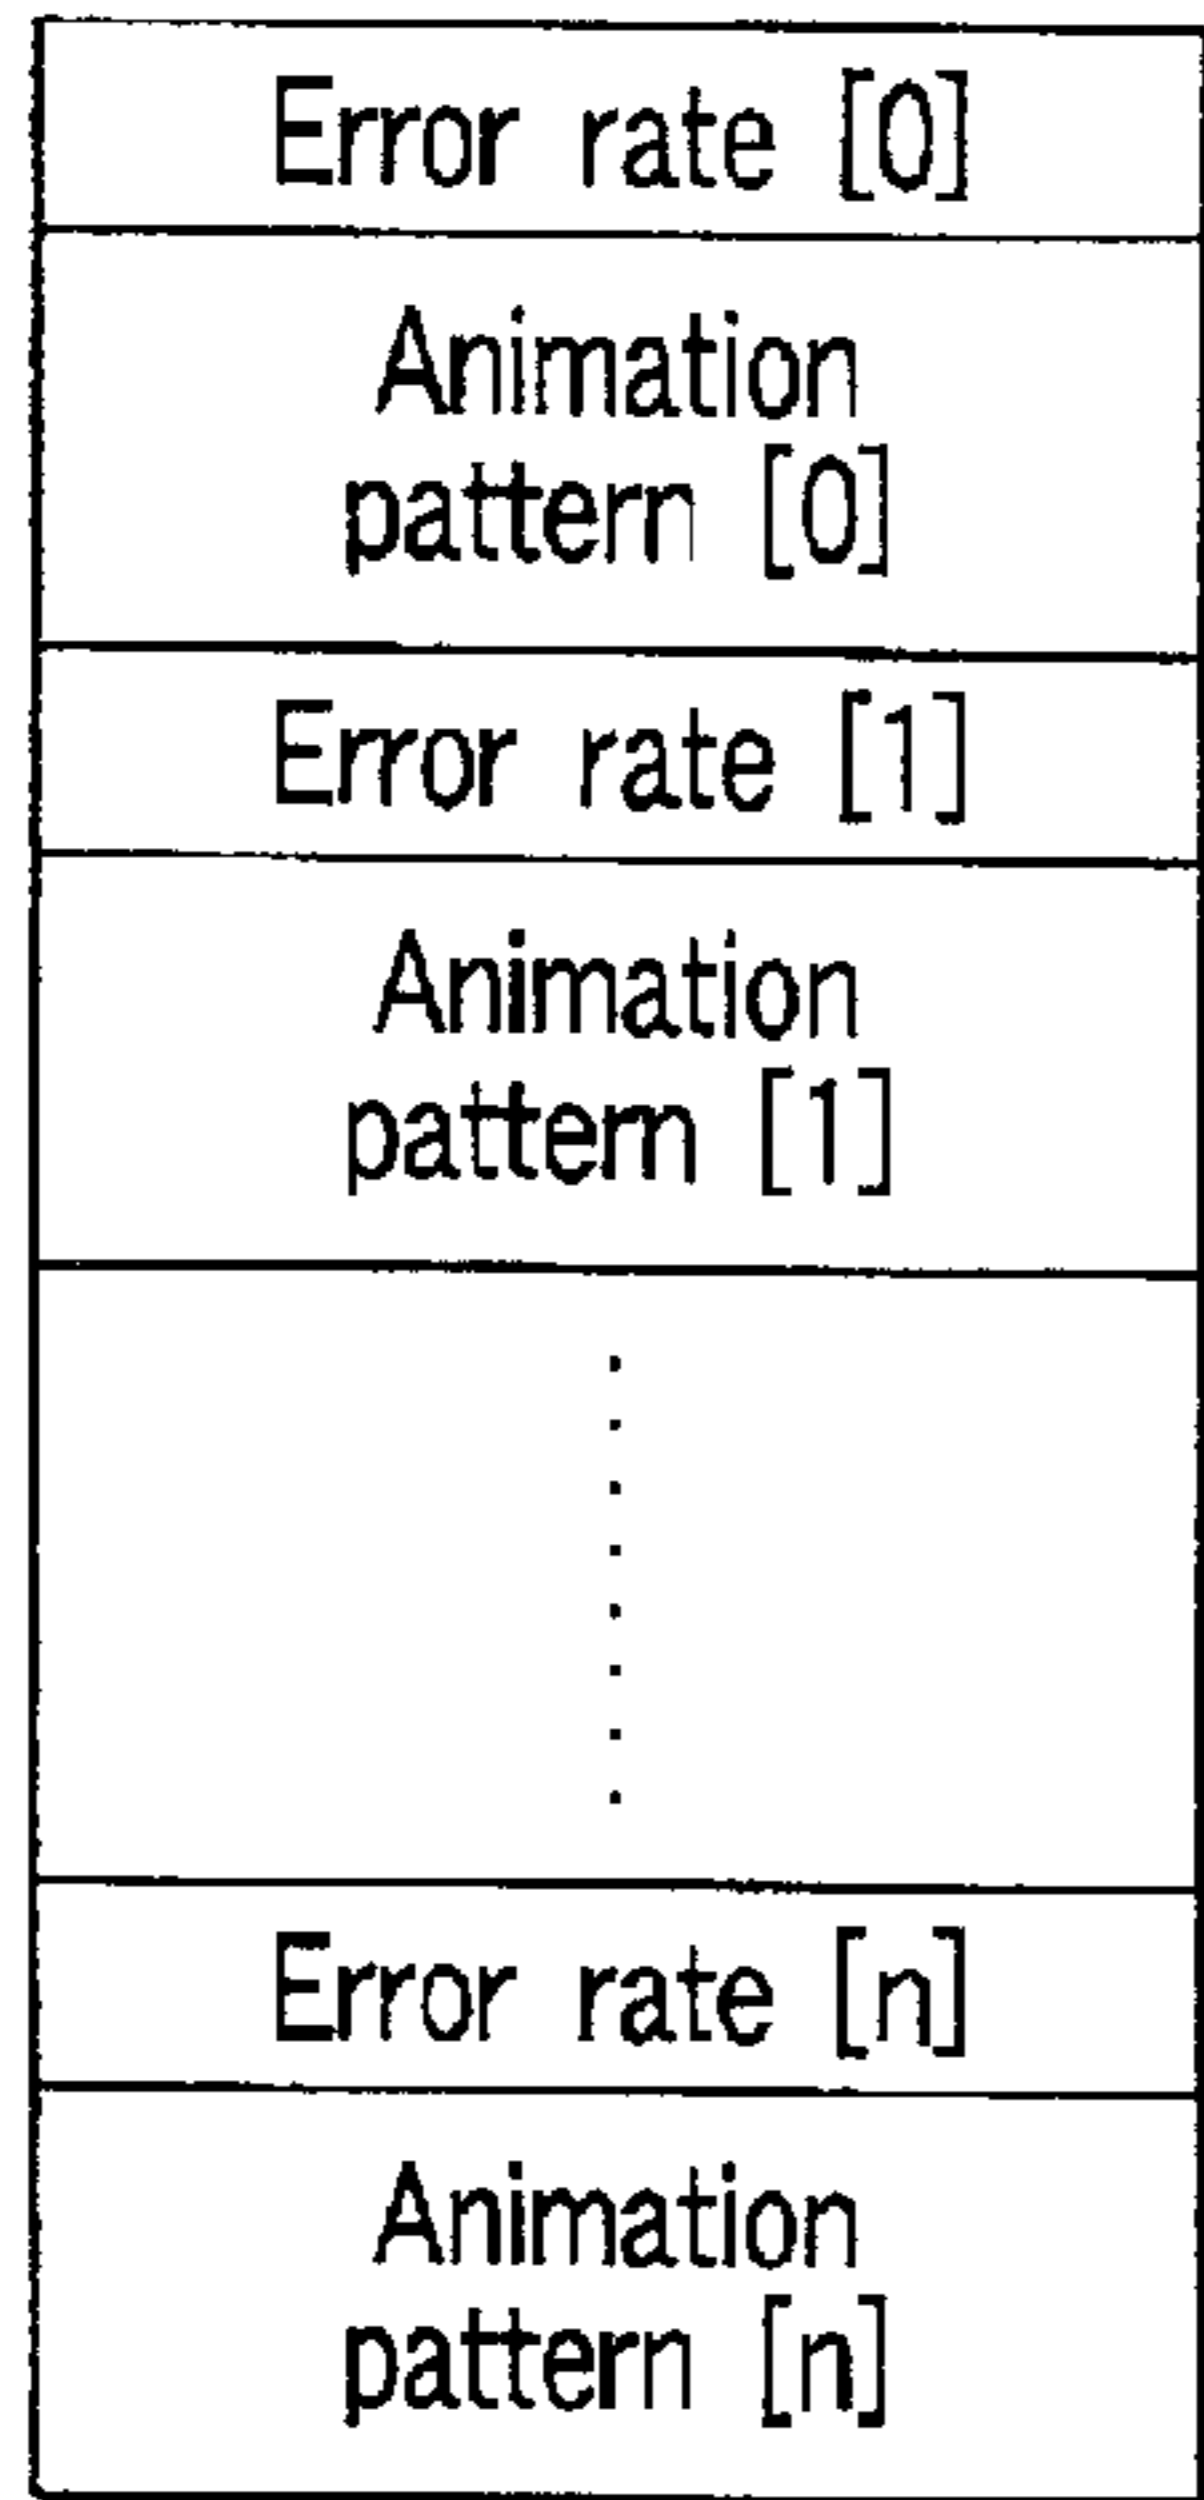 Error rate [0]
Animation
pattern [0]
Error rate [1]
Animation
pattern [1]
Error rate [n]
Animation
pattern [n]